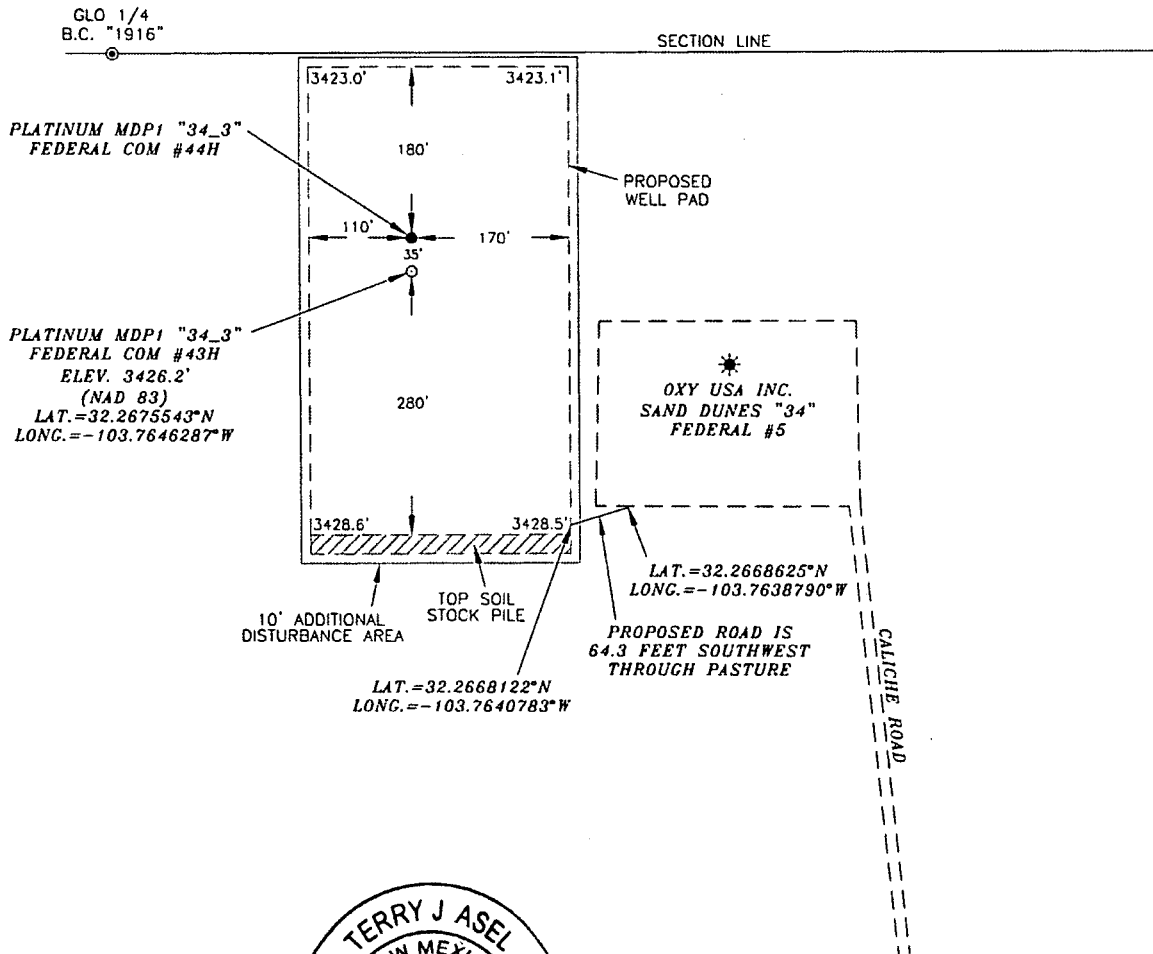 GLO 1/4
B.C. "1916"
SECTION LINE
3423.0'
3423.1'
PLATINUM MDP1 "34_3"
FEDERAL COM #44H
180'
PROPOSED
WELL PAD
110'
170'
35'
PLATINUM MDP1 "34_3"
FEDERAL COM #43H
ELEV. 3426.2'
(NAD 83)
LAT.=32.2675543°N
LONG.=-103.7646287°W
280'
OXY USA INC.
SAND DUNES "34"
FEDERAL #5
3428.6'
3428.5'
LAT.=32.2668625°N
LONG.=-103.7638790°W
10' ADDITIONAL
DISTURBANCE AREA
TOP SOIL
STOCK PILE
PROPOSED ROAD IS
64.3 FEET SOUTHWEST
THROUGH PASTURE
LAT.=32.2668122°N
LONG.=-103.7640783°W
CALICHE ROAD
TERRY J ASEL